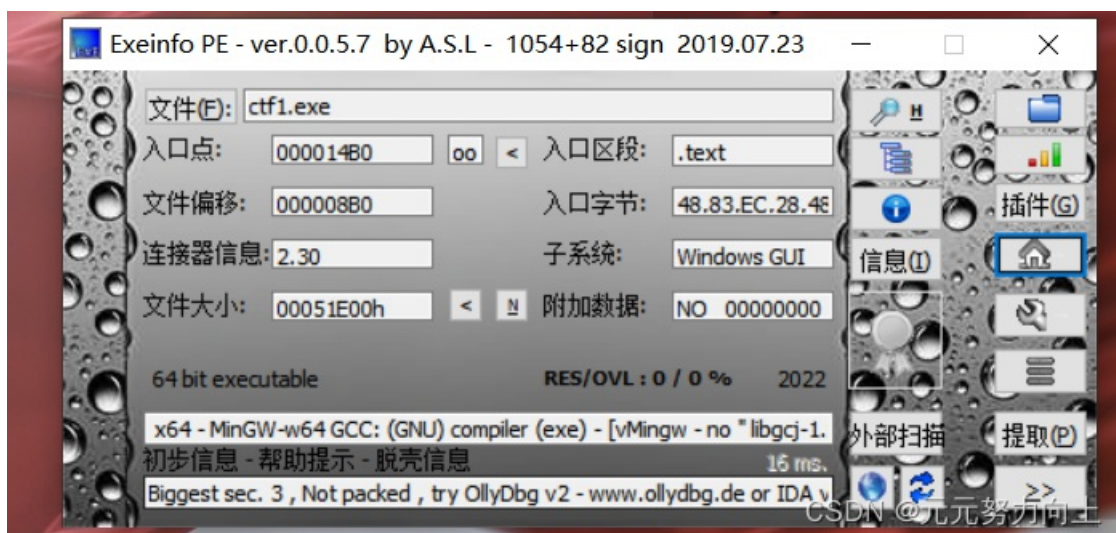 Exeinfo PE - ver.0.0.5.7 by A.S.L - 1054+82 sign 2019.07.23
文件(F): ctf1.exe H
入口点: 000014B0 oo < 入口区段: .text
文件偏移: 000008B0 入口字节: 48.83.EC.28.48 插件(G)
连接器信息: 2.30 子系统: Windows GUI 信息(I)
文件大小: 00051E00h < N 附加数据: NO 00000000
64 bit executable RES/OVL : 0 / 0 % 2022
x64 - MinGW-w64 GCC: (GNU) compiler (exe) - [vMingw - no "libgcj-1. 外部扫描 提取(P)
初步信息 - 帮助提示 - 脱壳信息 16 ms.
Biggest sec. 3 , Not packed , try OllyDbg v2 - www.ollydbg.de or IDA v >>
CSDN @元元努力向上